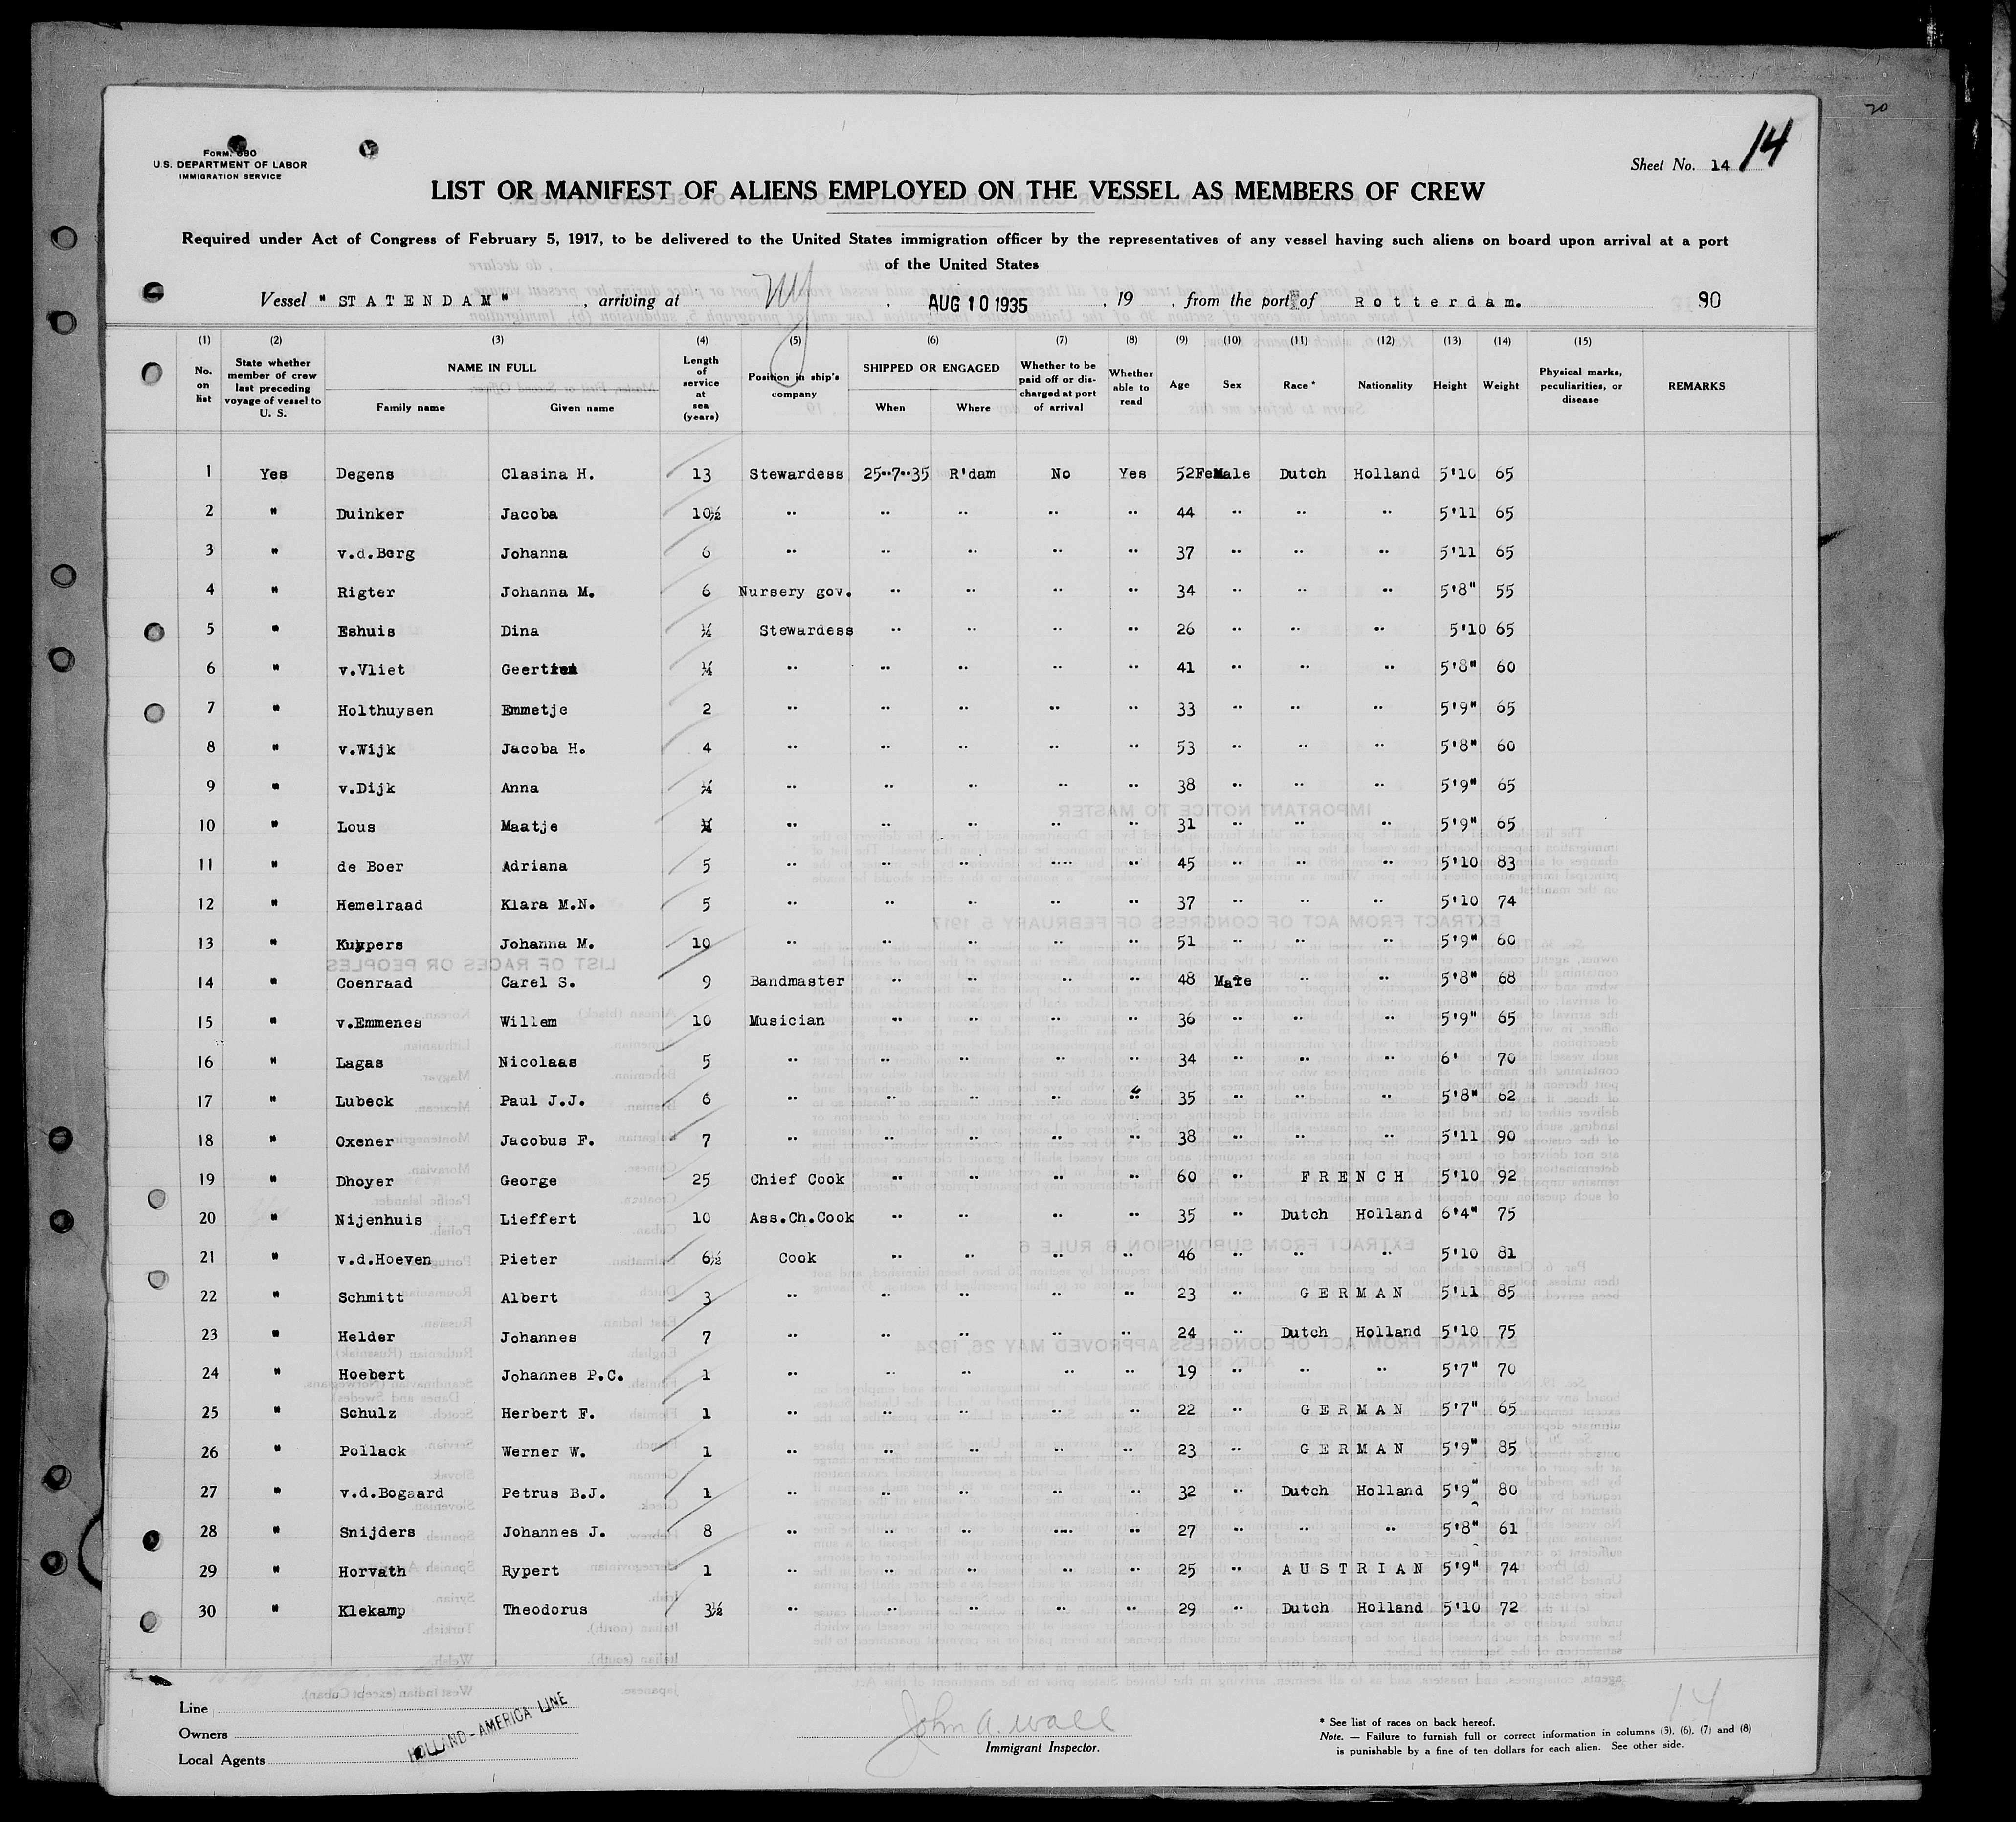 20
FORM 680
U.S. DEPARTMENT OF LABOR
IMMIGRATION SERVICE
Sheet No. 14 14
LIST OR MANIFEST OF ALIENS EMPLOYED ON THE VESSEL AS MEMBERS OF CREW
Required under Act of Congress of February 5, 1917, to be delivered to the United States immigration officer by the representatives of any vessel having such aliens on board upon arrival at a port
of the United States
Vessel "STATENDAM", arriving at NY, AUG 10 1935, 19 , from the port of Rotterdam. 90
(1) (2) (3) (4) (5) (6) (7) (8) (9) (10) (11) (12) (13) (14) (15)
No. on list State whether member of crew last preceding voyage of vessel to U. S. NAME IN FULL Family name Given name Length of service at sea (years) Position in ship's company SHIPPED OR ENGAGED When Where Whether to be paid off or discharged at port of arrival Whether able to read Age Sex Race * Nationality Height Weight Physical marks, peculiarities, or disease REMARKS
1 Yes Degens Clasina H. 13 Stewardess 25-7-35 R'dam No Yes 52 FeMale Dutch Holland 5'10 65
2 " Duinker Jacoba 10½ " " " " " 44 " " " 5'11 65
3 " v.d.Berg Johanna 6 " " " " " 37 " " " 5'11 65
4 " Rigter Johanna M. 6 Nursery gov. " " " " 34 " " " 5'8" 55
5 " Eshuis Dina ¼ Stewardess " " " " 26 " " " 5'10 65
6 " v.Vliet ¼ " " " " " 41 " " " 5'8" 60
7 " Holthuysen Emmetje 2 " " " " " 33 " " " 5'9" 65
8 " v.Wijk Jacoba H. 4 " " " " " 53 " " " 5'8" 60
9 " v.Dijk Anna ¼ " " " " " 38 " " " 5'9" 65
10 " Lous Maatje " " " " " 31 " " " 5'9" 65
11 " de Boer Adriana 5 " " " " " 45 " " " 5'10 83
12 " Hemelraad Klara M.N. 5 " " " " " 37 " " " 5'10 74
13 " Kuypers Johanna M. 10 " " " " " 51 " " " 5'9" 60
14 " Coenraad Carel S. 9 Bandmaster " " " " 48 Male " " 5'8" 68
15 " v.Emmenes Willem 10 Musician " " " " 36 " " " 5'9" 65
16 " Lagas Nicolaas 5 " " " " " 34 " " " 6' 70
17 " Lubeck Paul J.J. 6 " " " " " 35 " " " 5'8" 62
18 " Oxener Jacobus F. 7 " " " " " 38 " " " 5'11 90
19 " Dhoyer George 25 Chief Cook " " " " 60 " FRENCH 5'10 92
20 " Nijenhuis Lieffert 10 Ass.Ch.Cook " " " " 35 " Dutch Holland 6'4" 75
21 " v.d.Hoeven Pieter 6½ Cook " " " " 46 " " " 5'10 81
22 " Schmitt Albert 3 " " " " " 23 " GERMAN 5'11 85
23 " Helder Johannes 7 " " " " " 24 " Dutch Holland 5'10 75
24 " Hoebert Johannes P.C. 1 " " " " " 19 " " " 5'7" 70
25 " Schulz Herbert F. 1 " " " " " 22 " GERMAN 5'7" 65
26 " Pollack Werner W. 1 " " " " " 23 " GERMAN 5'9" 85
27 " v.d.Bogaard Petrus B.J. 1 " " " " " 32 " Dutch Holland 5'9" 80
28 " Snijders Johannes J. 8 " " " " " 27 " " " 5'8" 61
29 " Horvath Rypert 1 " " " " " 25 " AUSTRIAN 5'9" 74
30 " Klekamp Theodorus 3½ " " " " " 29 " Dutch Holland 5'10 72
Line
Owners
Local Agents
HOLLAND-AMERICA LINE
John A. Wall
Immigrant Inspector.
14
* See list of races on back hereof.
Note. — Failure to furnish full or correct information in columns (3), (6), (7) and (8)
is punishable by a fine of ten dollars for each alien. See other side.